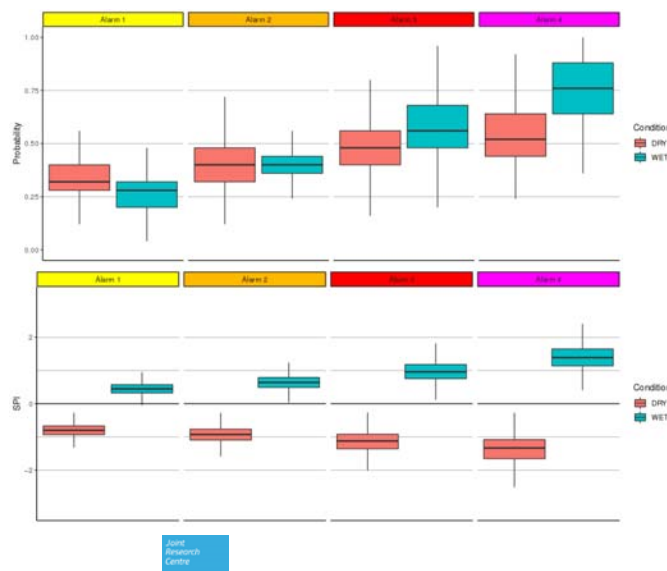 Alarm 1 Alarm 2 Alarm 3 Alarm 4
1.00
0.75
0.50
0.25
0.00
Probability
Condition
DRY
WET
Alarm 1 Alarm 2 Alarm 3 Alarm 4
2
0
-2
SPI
Condition
DRY
WET
Joint
Research
Centre